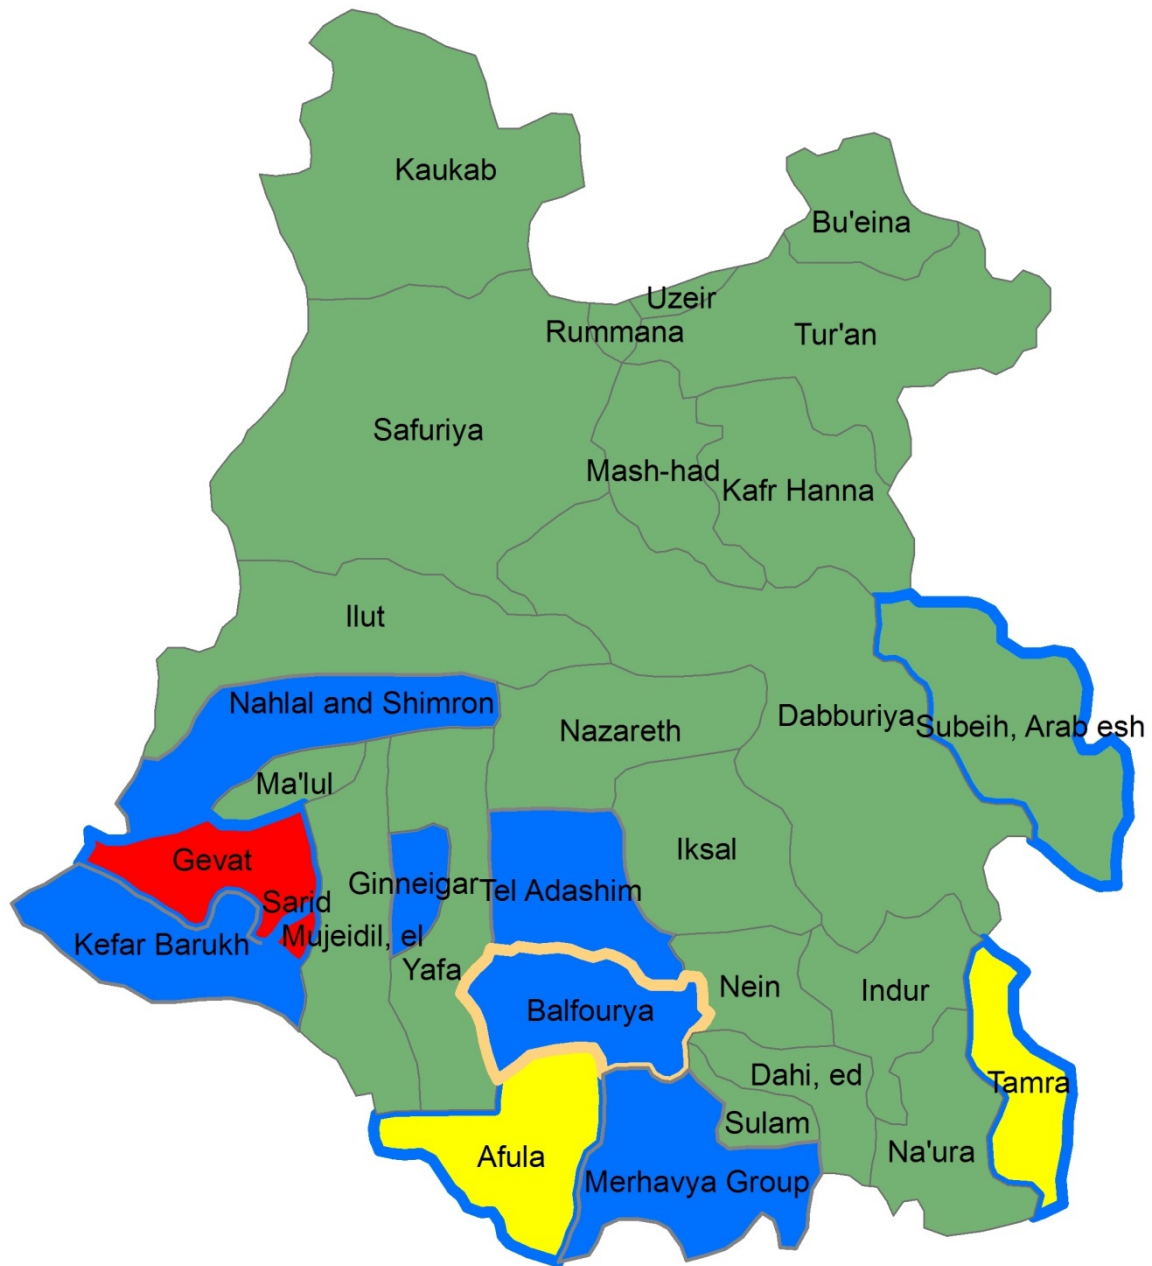 Kaukab
Bu'eina
Uzeir
Rummana
Tur'an
Safuriya
Mash-had
Kafr Hanna
Ilut
Nahlal and Shimron
Nazareth
Dabburiya
Subeih, Arab esh
Ma'lul
Gevat
Iksal
Ginneigar
Tel Adashim
Sarid
Mujeidil, el
Kefar Barukh
Yafa
Nein
Indur
Balfourya
Dahi, ed
Tamra
Sulam
Afula
Na'ura
Merhavya Group